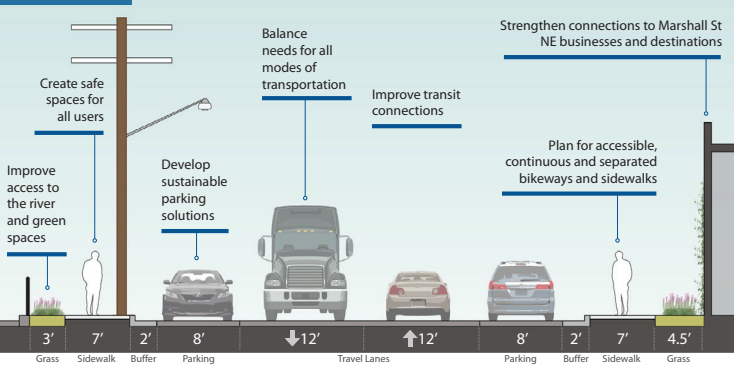 Improve
access to
the river
and green
spaces
Create safe
spaces for
all users
Develop
sustainable
parking
solutions
Balance
needs for all
modes of
transportation
Improve transit
connections
Plan for accessible,
continuous and separated
bikeways and sidewalks
Strengthen connections to Marshall St
NE businesses and destinations
3’ 7’ 2’ 8’ 12’ 12’ 8’ 2’ 7’ 4.5’
Grass Sidewalk Buffer Parking Travel Lanes Parking Buffer Sidewalk Grass